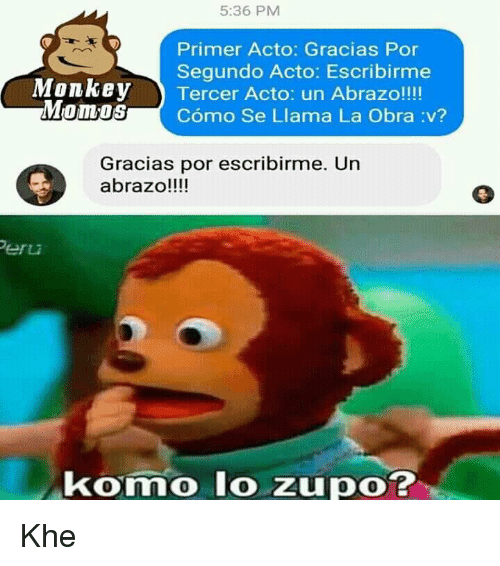 5:36 PM
Primer Acto: Gracias Por
Segundo Acto: Escribirme
Tercer Acto: un Abrazo!!!!
Cómo Se Llama La Obra :v?
Monkey
Momos
Gracias por escribirme. Un
abrazo!!!!
Peru
komo lo zupo?
Khe